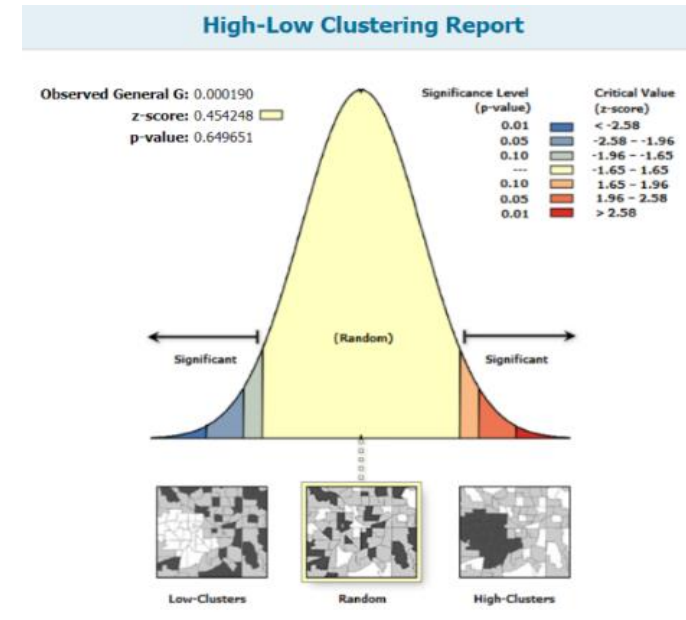 High-Low Clustering Report
Observed General G: 0.000190
z-score: 0.454248
p-value: 0.649651
Significance Level
(p-value)
Critical Value
(z-score)
0.01 < -2.58
0.05 -2.58 - -1.96
0.10 -1.96 - -1.65
--- -1.65 - 1.65
0.10 1.65 - 1.96
0.05 1.96 - 2.58
0.01 > 2.58
(Random)
Significant
Significant
Low-Clusters
Random
High-Clusters